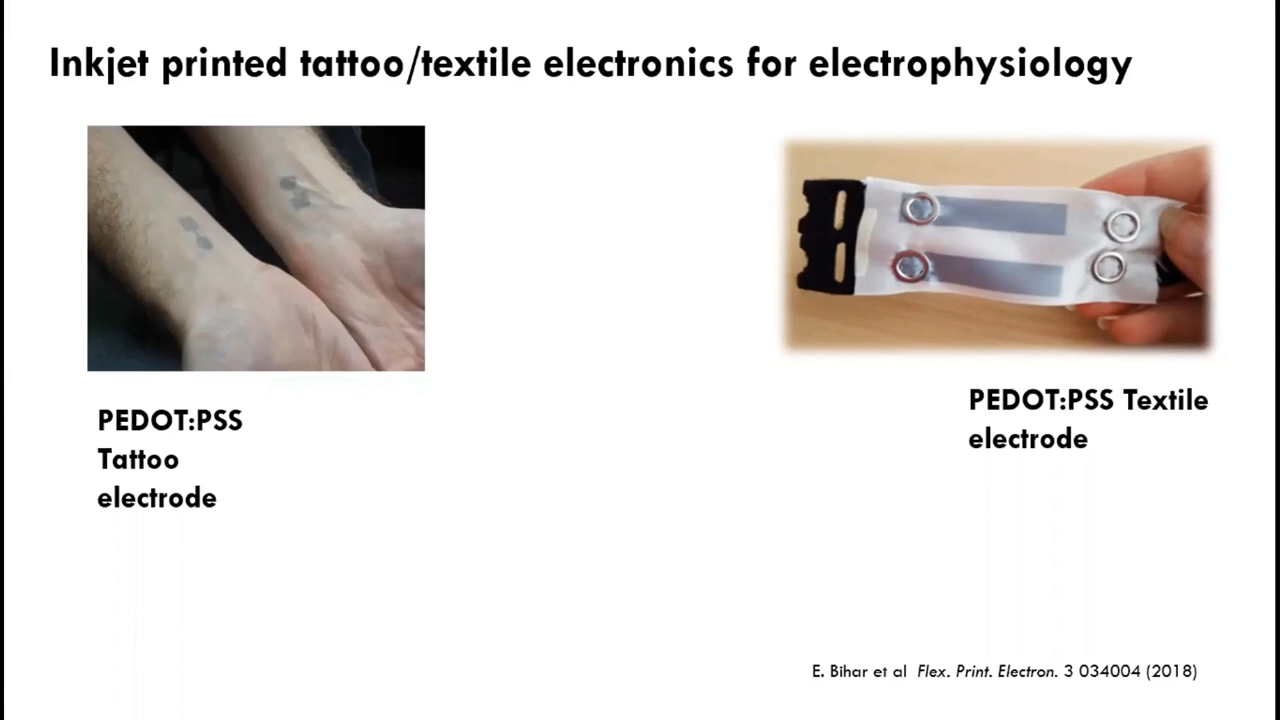 Inkjet printed tattoo/textile electronics for electrophysiology
PEDOT:PSS
Tattoo
electrode
PEDOT:PSS Textile
electrode
E. Bihar et al Flex. Print. Electron. 3 034004 (2018)